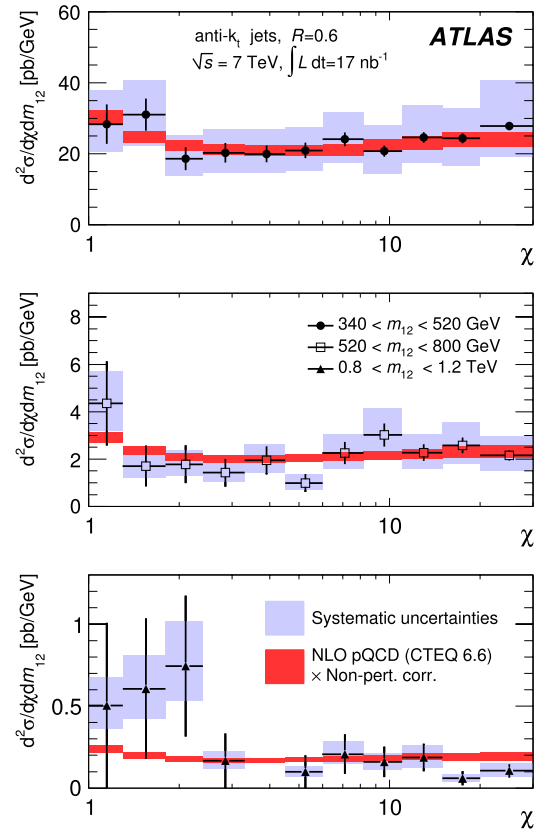 anti-kt jets, R=0.6
ATLAS
√s = 7 TeV, ∫ L dt=17 nb⁻¹
d²σ/dχdm₁₂ [pb/GeV]
60
40
20
0
1
10
χ
d²σ/dχdm₁₂ [pb/GeV]
8
6
4
2
0
340 < m₁₂ < 520 GeV
520 < m₁₂ < 800 GeV
0.8 < m₁₂ < 1.2 TeV
1
10
χ
d²σ/dχdm₁₂ [pb/GeV]
1
0.5
0
Systematic uncertainties
NLO pQCD (CTEQ 6.6)
× Non-pert. corr.
1
10
χ